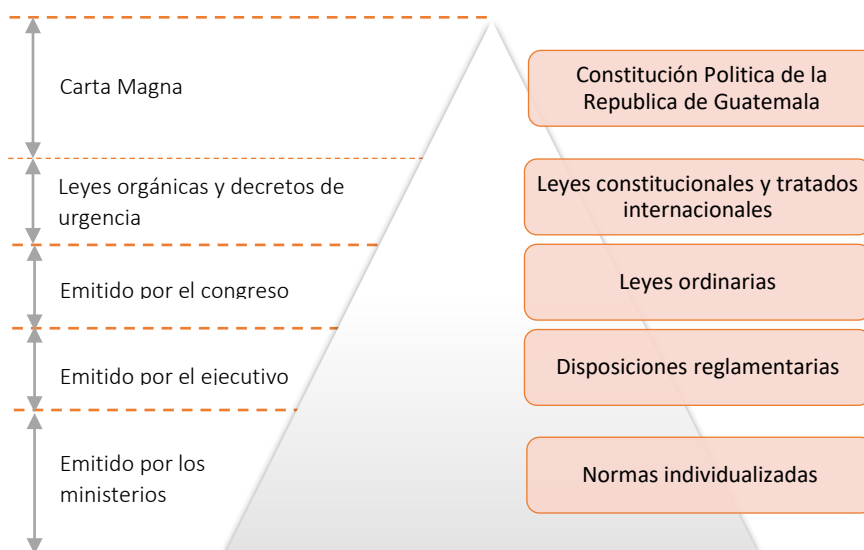 Carta Magna
Constitución Politica de la
Republica de Guatemala
Leyes orgánicas y decretos de
urgencia
Leyes constitucionales y tratados
internacionales
Emitido por el congreso
Leyes ordinarias
Emitido por el ejecutivo
Disposiciones reglamentarias
Emitido por los
ministerios
Normas individualizadas